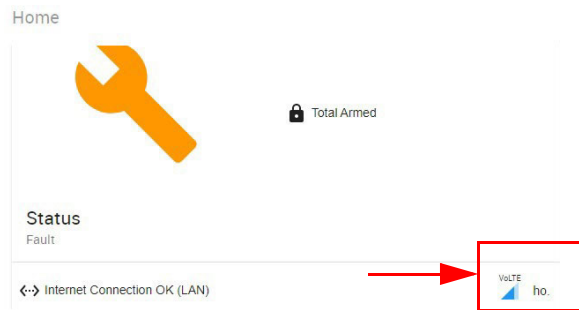 Home
Total Armed
Status
Fault
Internet Connection OK (LAN)
VoLTE
ho.